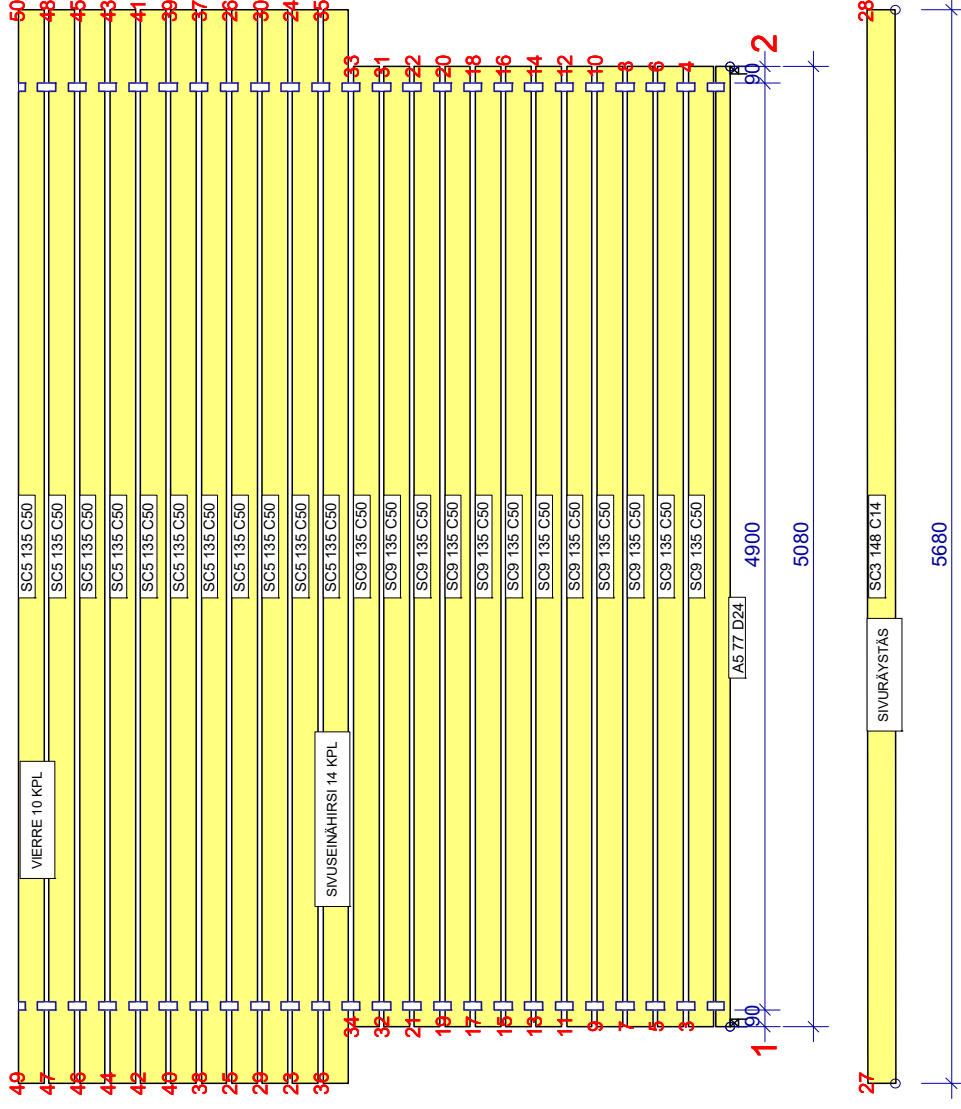 50
48
45
43
41
39
37
26
30
24
35
33
31
22
20
18
16
14
12
10
8
6
4
2
28
90
SC5 135 C50
SC5 135 C50
SC5 135 C50
SC5 135 C50
SC5 135 C50
SC5 135 C50
SC5 135 C50
SC5 135 C50
SC5 135 C50
SC5 135 C50
SC5 135 C50
SC9 135 C50
SC9 135 C50
SC9 135 C50
SC9 135 C50
SC9 135 C50
SC9 135 C50
SC9 135 C50
SC9 135 C50
SC9 135 C50
SC9 135 C50
SC9 135 C50
SC9 135 C50
A5 77 D24
4900
5080
SC3 148 C14
SIVURÄYSTÄS
5680
VIERRE 10 KPL
SIVUSEINÄHIRSI 14 KPL
49
47
46
44
42
40
38
25
29
23
36
34
32
21
19
17
15
13
11
9
7
5
3
90
1
27